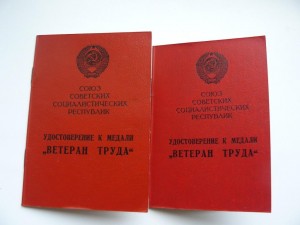 СОЮЗ
СОВЕТСКИХ
СОЦИАЛИСТИЧЕСКИХ
РЕСПУБЛИК
УДОСТОВЕРЕНИЕ К МЕДАЛИ
„ВЕТЕРАН ТРУДА“
СОЮЗ
СОВЕТСКИХ
СОЦИАЛИСТИЧЕСКИХ
РЕСПУБЛИК
УДОСТОВЕРЕНИЕ К МЕДАЛИ
„ВЕТЕРАН ТРУДА“